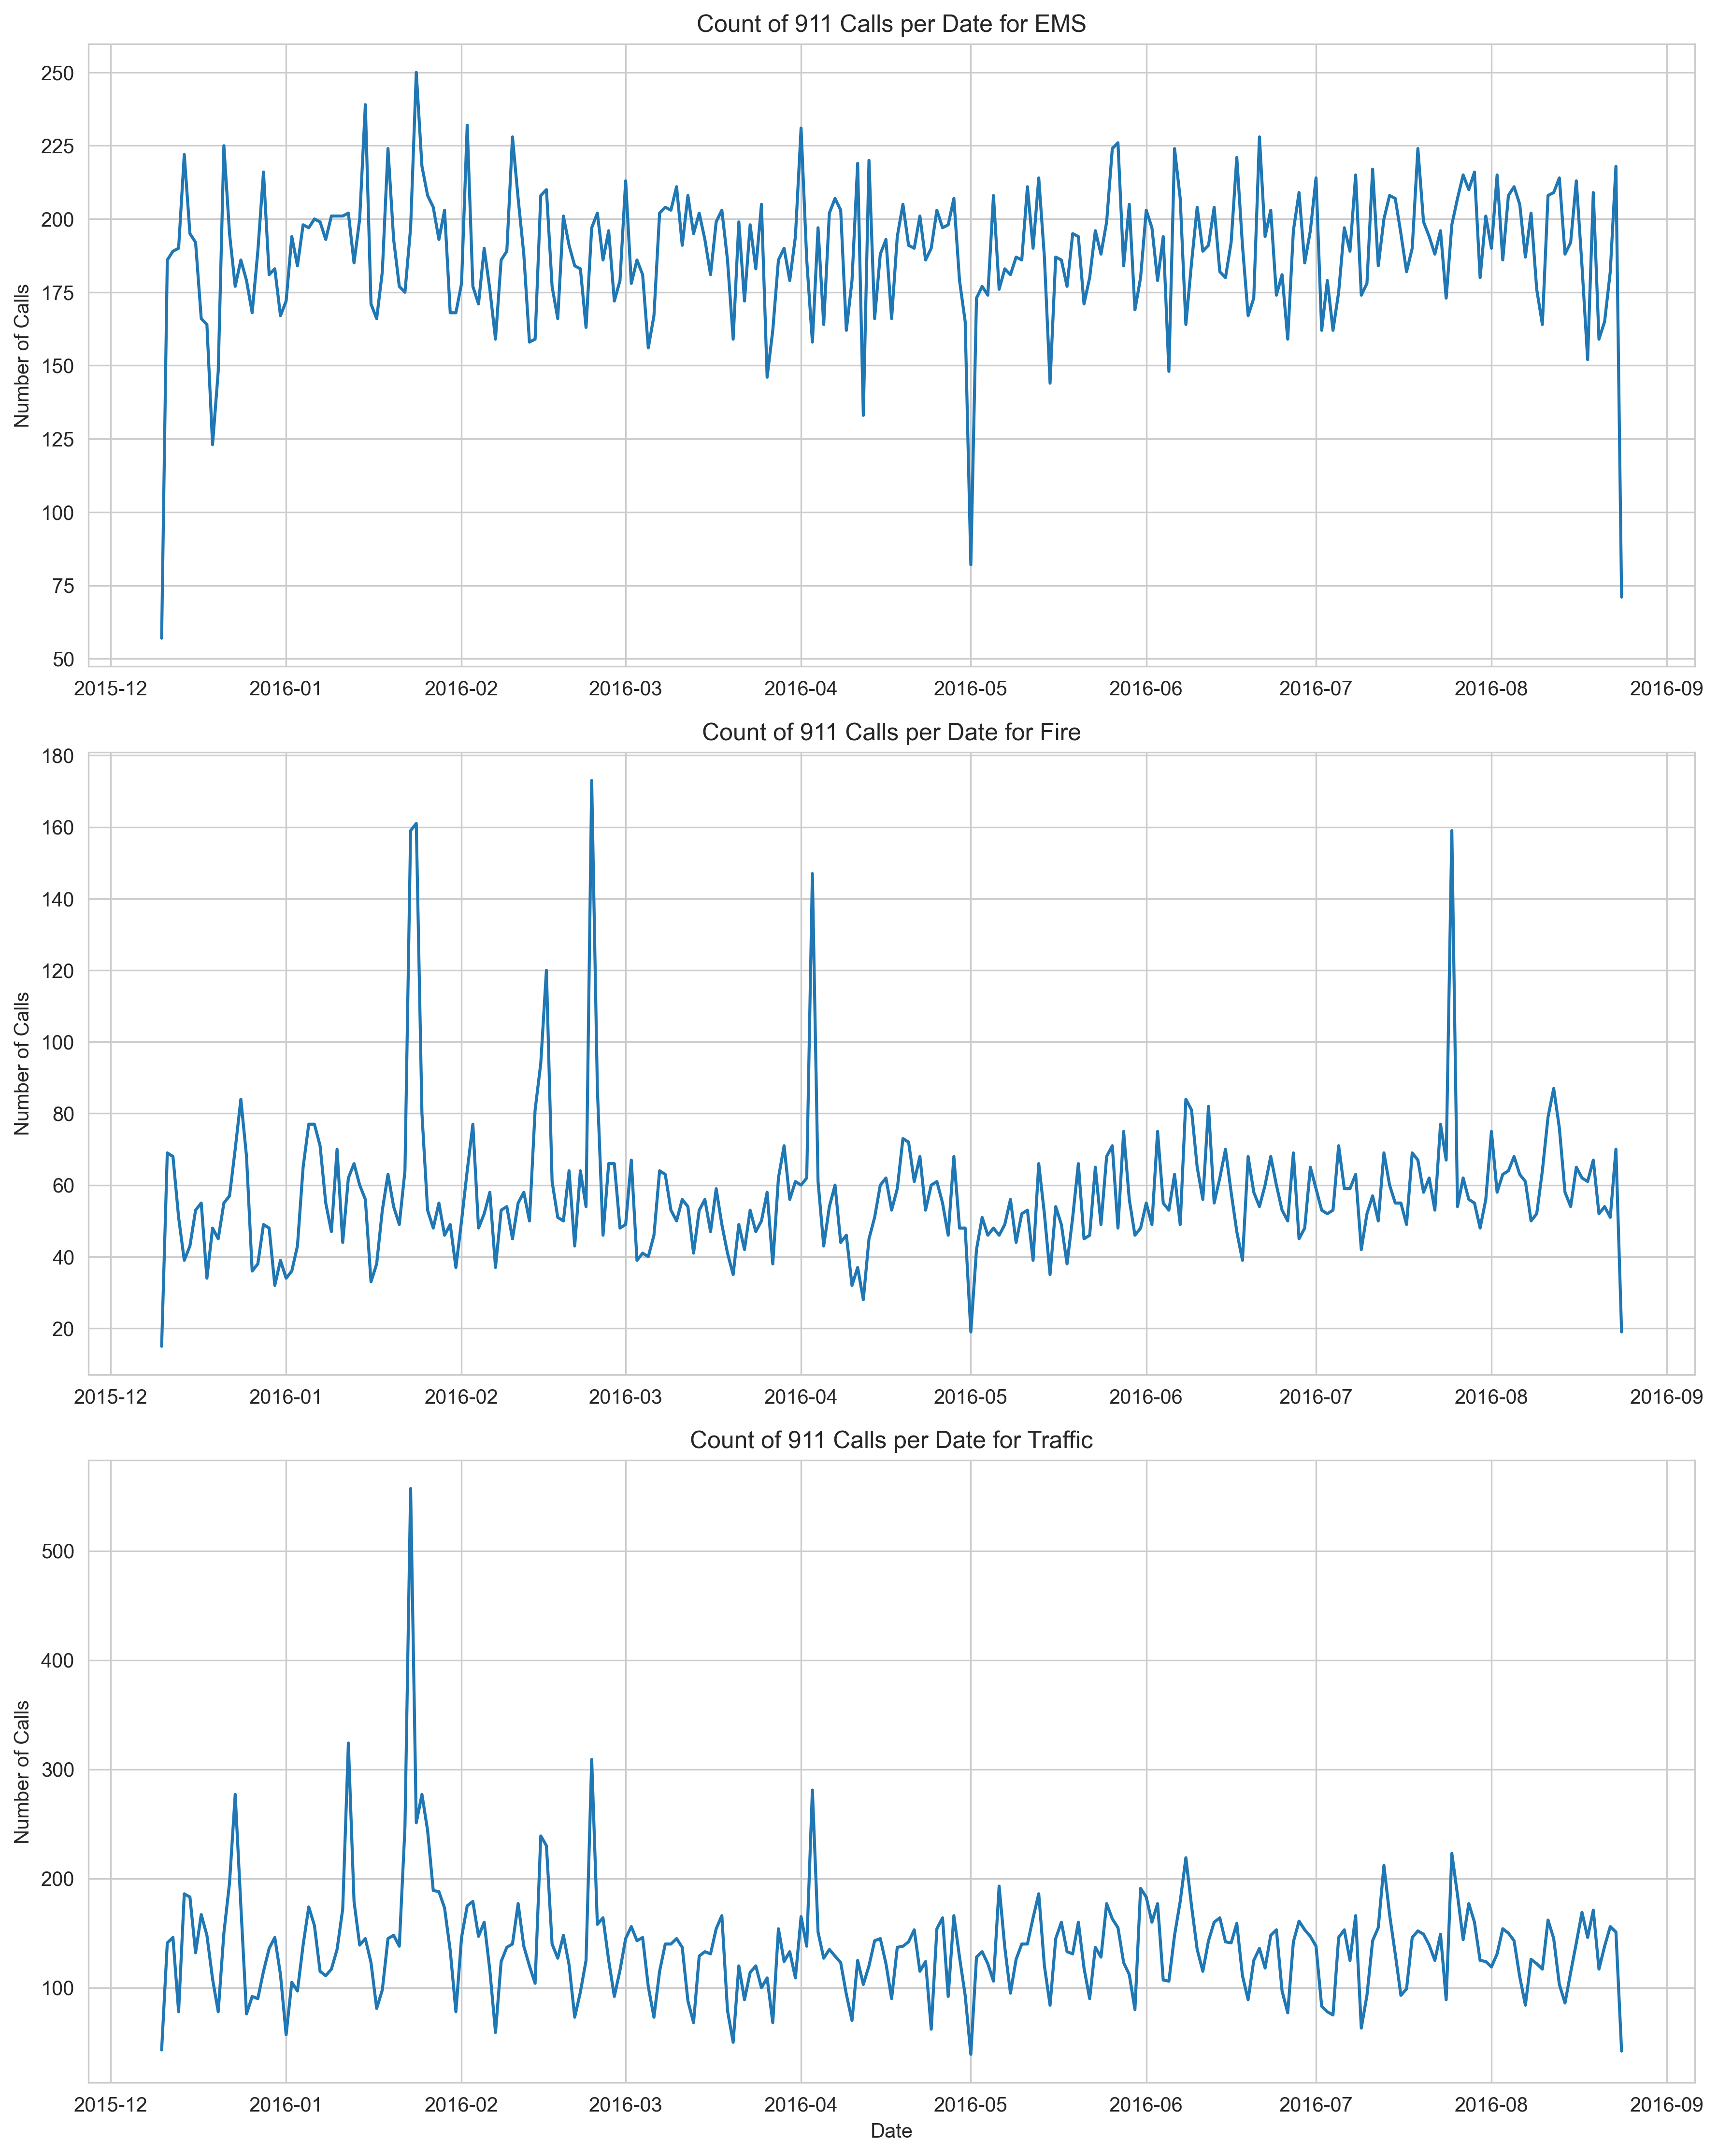 Count of 911 Calls per Date for EMS
Number of Calls
250
225
200
175
150
125
100
75
50
2015-12 2016-01 2016-02 2016-03 2016-04 2016-05 2016-06 2016-07 2016-08 2016-09
Count of 911 Calls per Date for Fire
Number of Calls
180
160
140
120
100
80
60
40
20
2015-12 2016-01 2016-02 2016-03 2016-04 2016-05 2016-06 2016-07 2016-08 2016-09
Count of 911 Calls per Date for Traffic
Number of Calls
500
400
300
200
100
2015-12 2016-01 2016-02 2016-03 2016-04 2016-05 2016-06 2016-07 2016-08 2016-09
Date